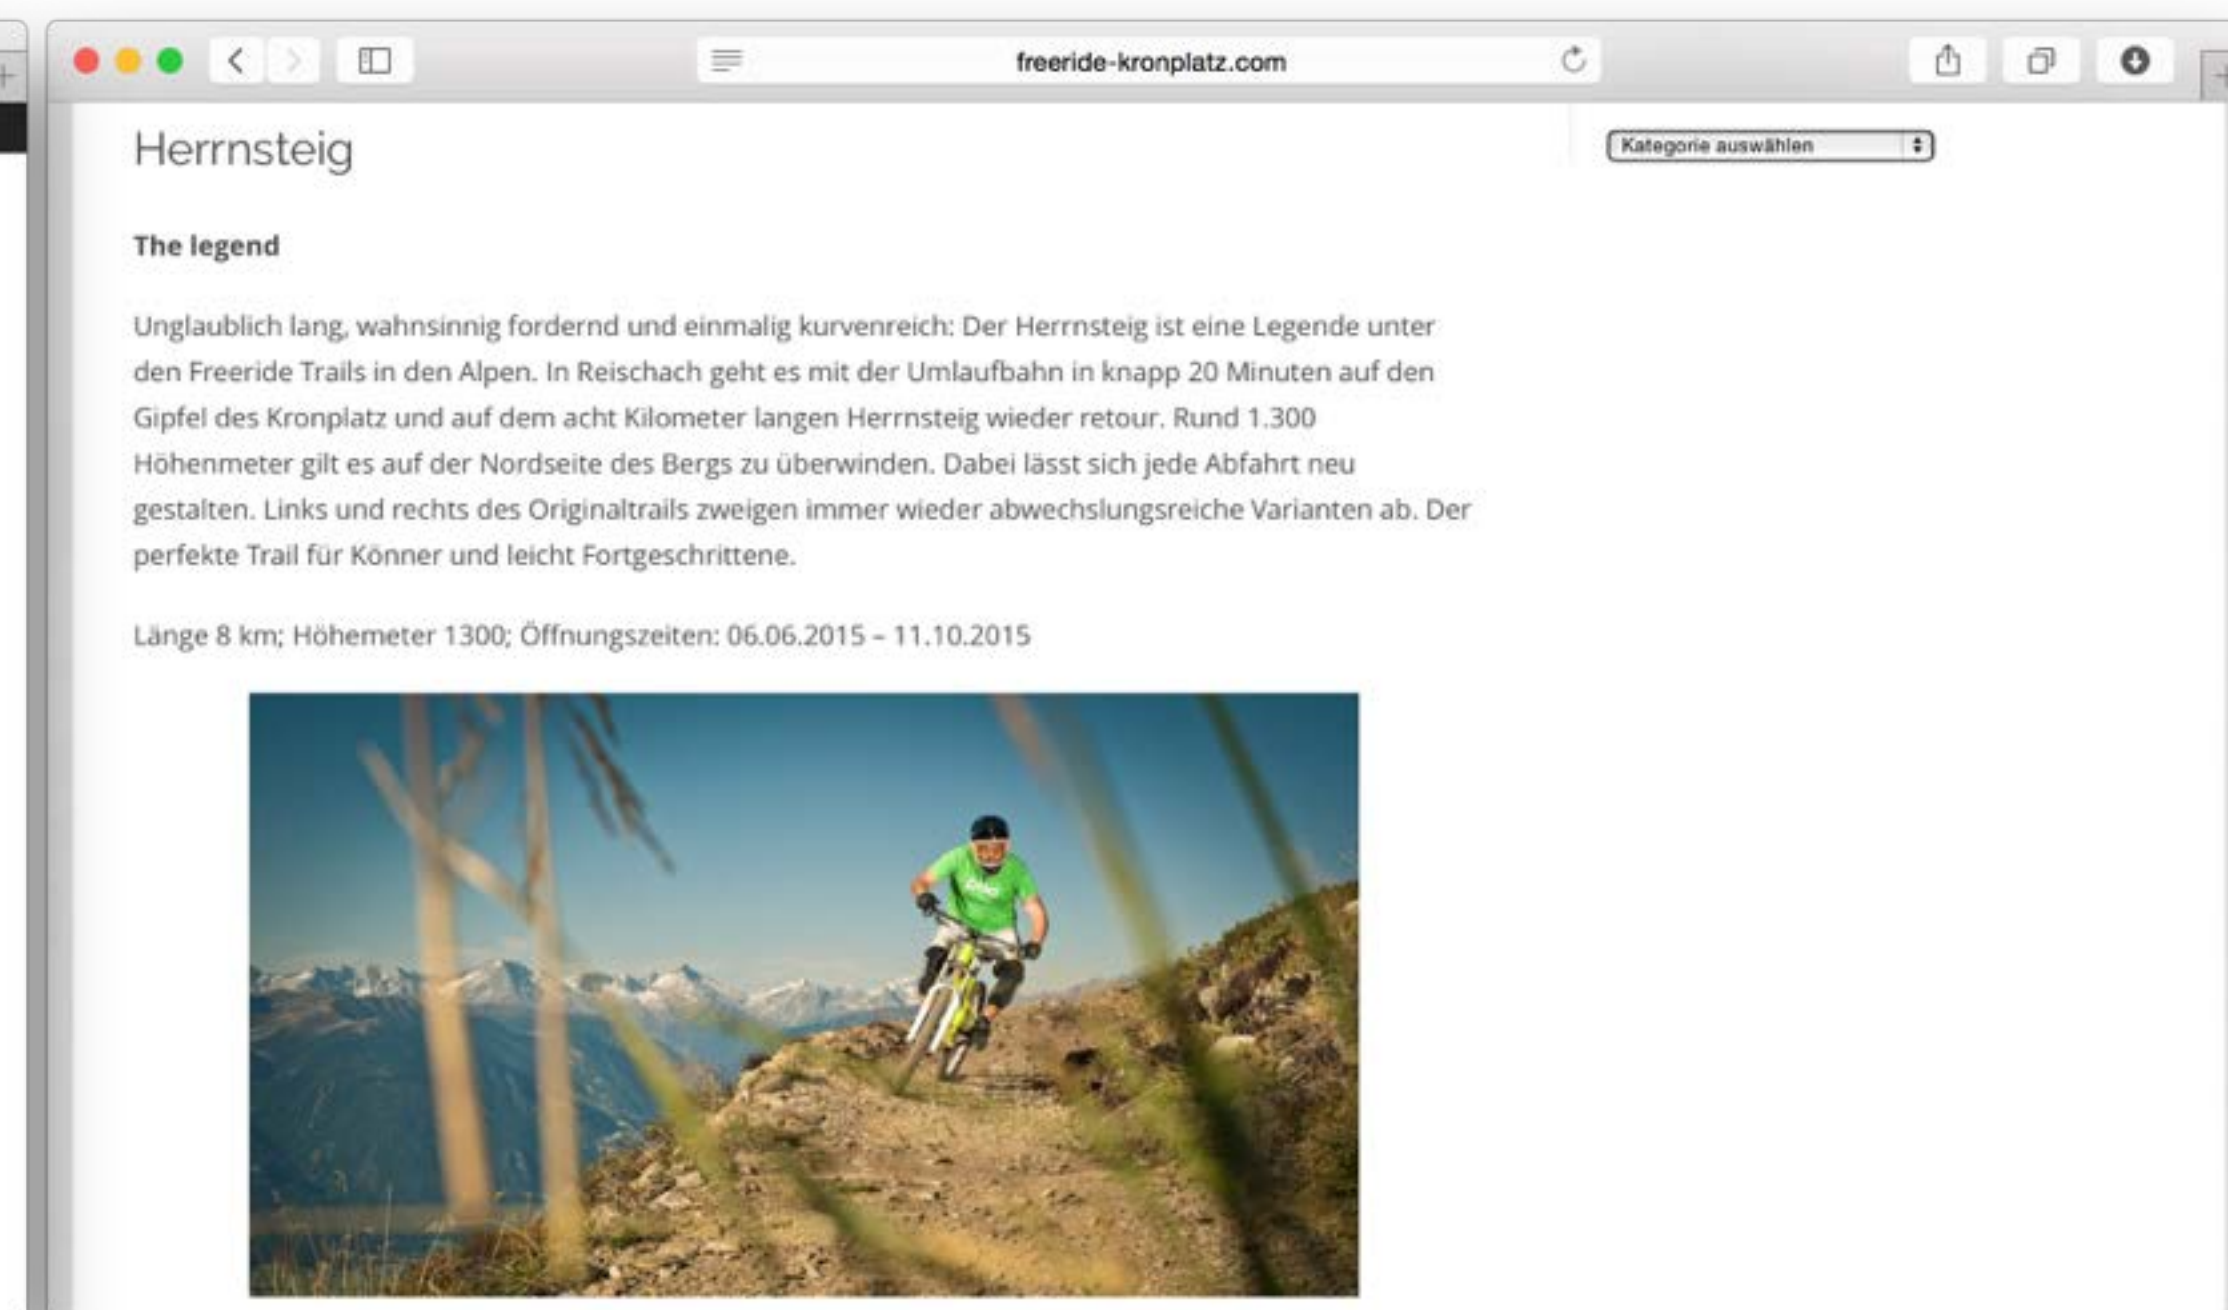 freeride-kronplatz.com
Herrnsteig
Kategorie auswählen
The legend
Unglaublich lang, wahnsinnig fordernd und einmalig kurvenreich: Der Herrnsteig ist eine Legende unter
den Freeride Trails in den Alpen. In Reischach geht es mit der Umlaufbahn in knapp 20 Minuten auf den
Gipfel des Kronplatz und auf dem acht Kilometer langen Herrnsteig wieder retour. Rund 1.300
Höhenmeter gilt es auf der Nordseite des Bergs zu überwinden. Dabei lässt sich jede Abfahrt neu
gestalten. Links und rechts des Originaltrails zweigen immer wieder abwechslungsreiche Varianten ab. Der
perfekte Trail für Könner und leicht Fortgeschrittene.
Länge 8 km; Höhemeter 1300; Öffnungszeiten: 06.06.2015 – 11.10.2015